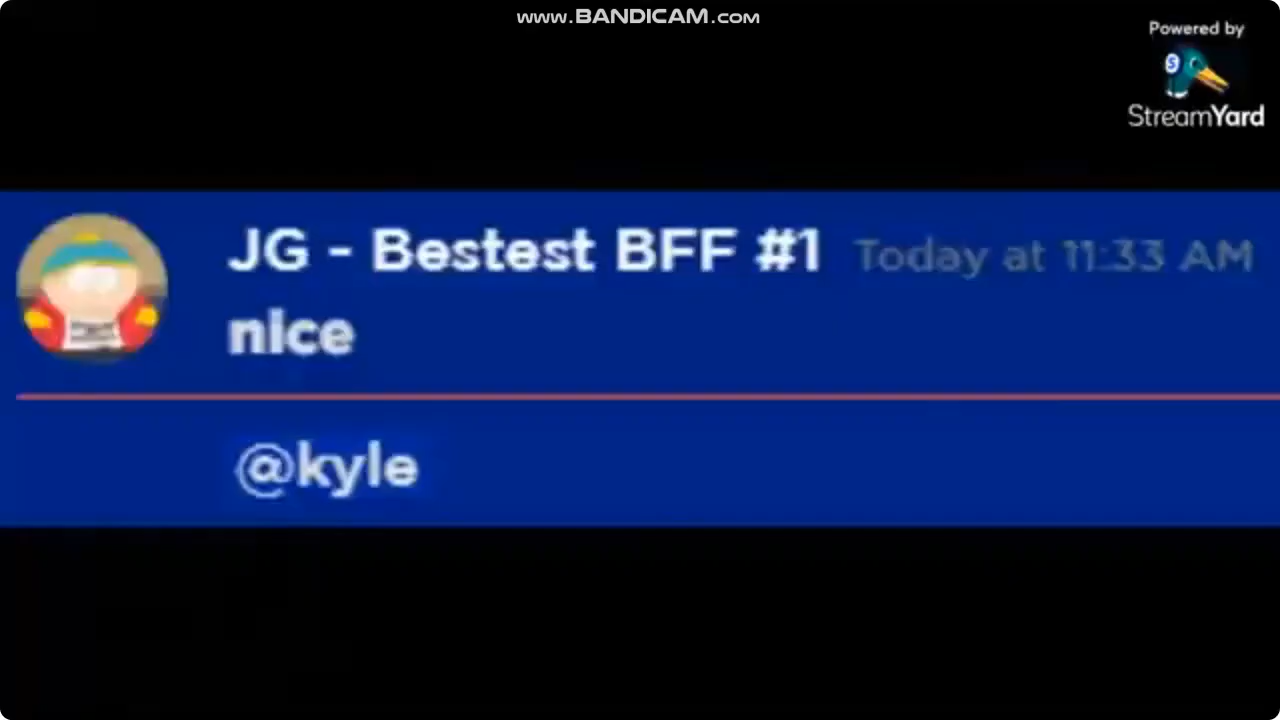 www.BANDICAM.com
Powered by
StreamYard
JG - Bestest BFF #1 Today at 11:33 AM
nice
@kyle